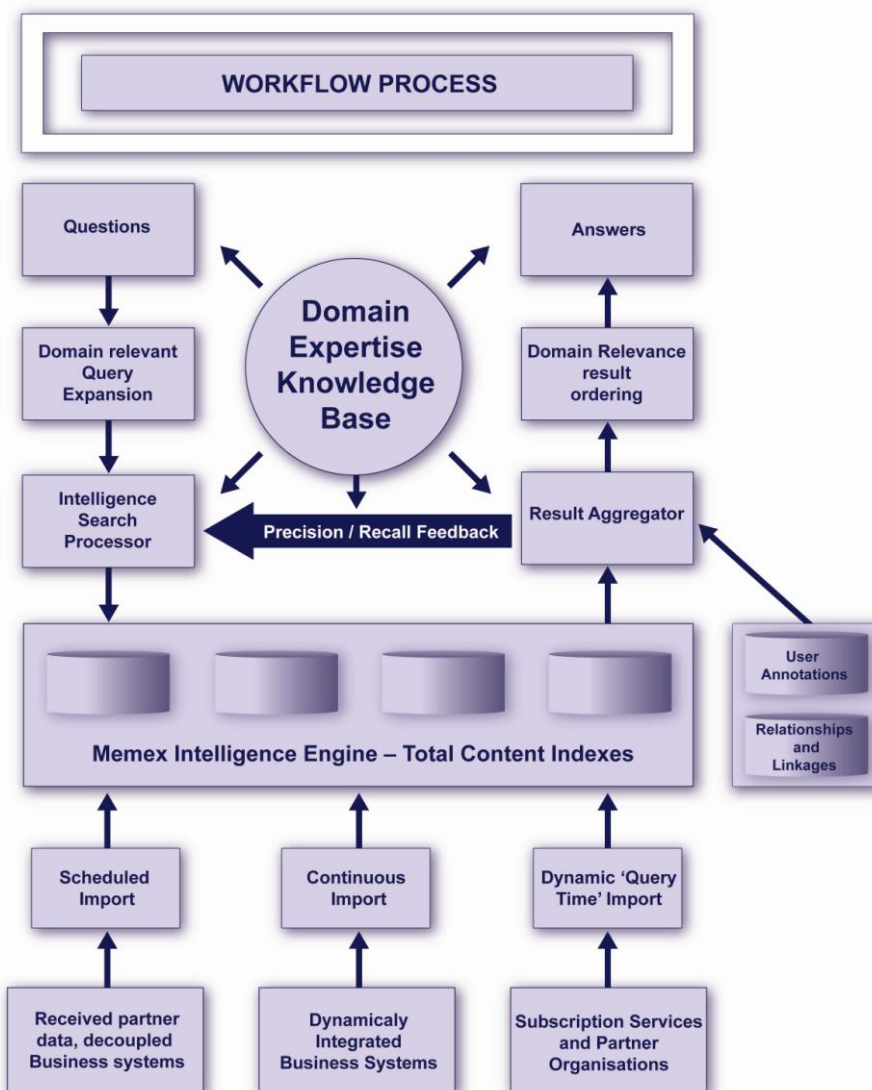 WORKFLOW PROCESS
Questions
Answers
Domain
Expertise
Knowledge
Base
Domain relevant
Query
Expansion
Domain Relevance
result
ordering
Intelligence
Search
Processor
Precision / Recall Feedback
Result Aggregator
User
Annotations
Relationships
and
Linkages
Memex Intelligence Engine – Total Content Indexes
Scheduled
Import
Continuous
Import
Dynamic ‘Query
Time’ Import
Received partner
data, decoupled
Business systems
Dynamicaly
Integrated
Business Systems
Subscription Services
and Partner
Organisations